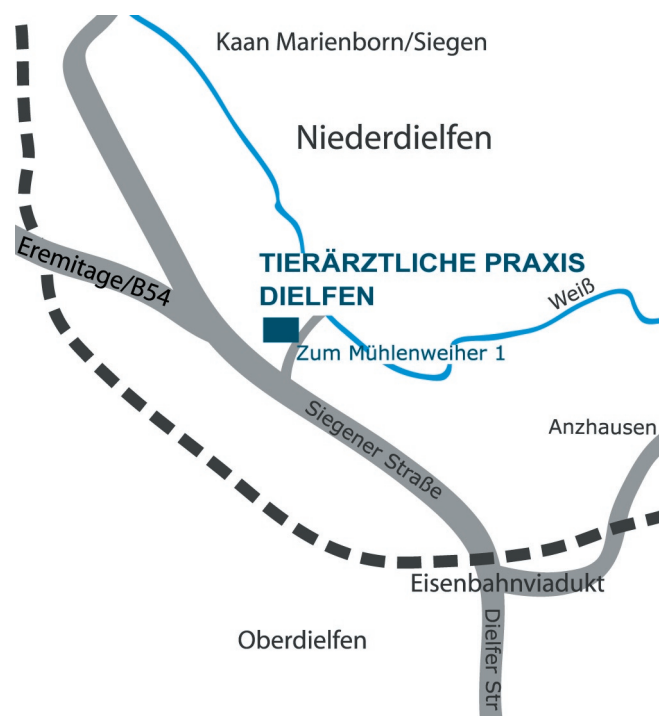 Kaan Marienborn/Siegen
Niederdielfen
Eremitage/B54
TIERÄRZTLICHE PRAXIS
DIELFEN
Weiß
Zum Mühlenweiher 1
Siegener Straße
Anzhausen
Eisenbahnviadukt
Oberdielfen
Dielfer Str